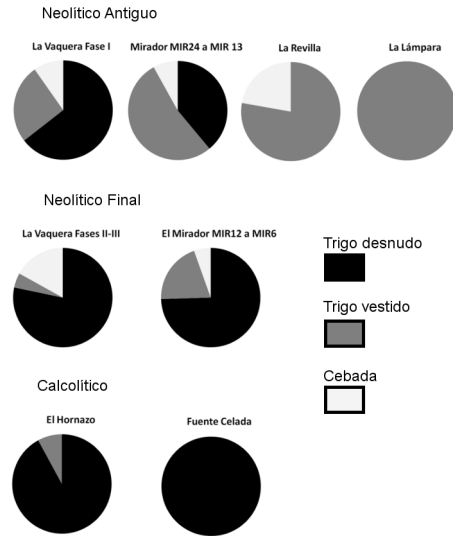 Neolítico Antiguo
La Vaquera Fase I
Mirador MIR24 a MIR 13
La Revilla
La Lámpara
Neolítico Final
La Vaquera Fases II-III
El Mirador MIR12 a MIR6
Trigo desnudo
Trigo vestido
Cebada
Calcolítico
El Hornazo
Fuente Celada